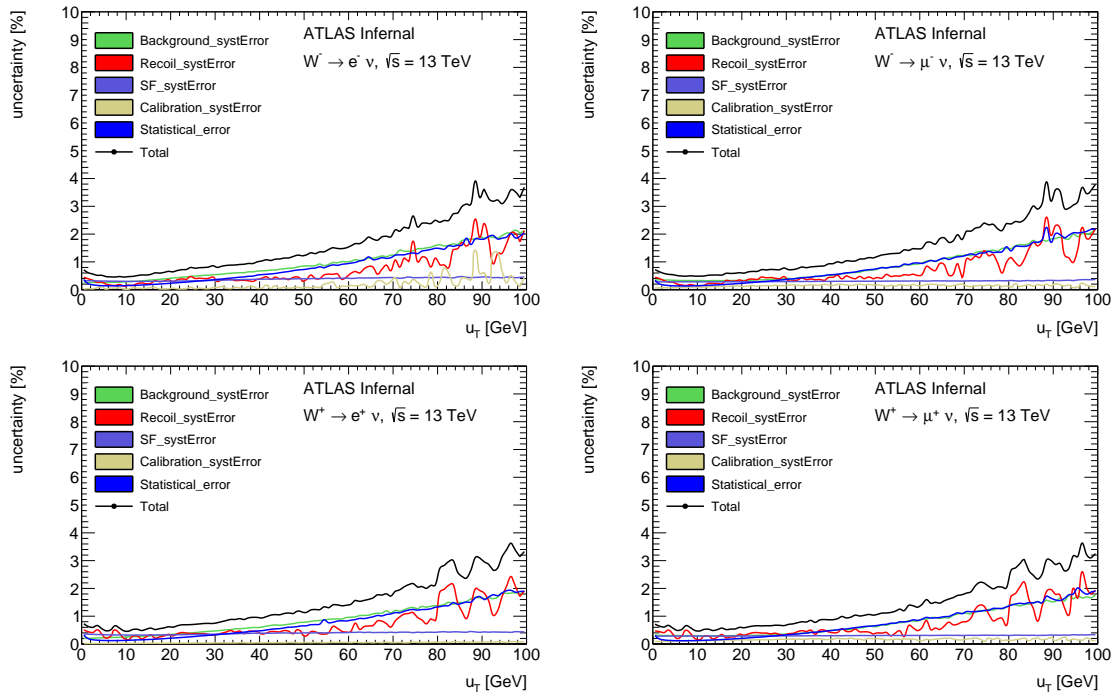 uncertainty [%]
10
9
8
7
6
5
4
3
2
1
0
ATLAS Infernal
W⁻ → e⁻ ν, √s = 13 TeV
Background_systError
Recoil_systError
SF_systError
Calibration_systError
Statistical_error
Total
0 10 20 30 40 50 60 70 80 90 100
u_T [GeV]
uncertainty [%]
10
9
8
7
6
5
4
3
2
1
0
ATLAS Infernal
W⁻ → μ⁻ ν, √s = 13 TeV
Background_systError
Recoil_systError
SF_systError
Calibration_systError
Statistical_error
Total
0 10 20 30 40 50 60 70 80 90 100
u_T [GeV]
uncertainty [%]
10
9
8
7
6
5
4
3
2
1
0
ATLAS Infernal
W⁺ → e⁺ ν, √s = 13 TeV
Background_systError
Recoil_systError
SF_systError
Calibration_systError
Statistical_error
Total
0 10 20 30 40 50 60 70 80 90 100
u_T [GeV]
uncertainty [%]
10
9
8
7
6
5
4
3
2
1
0
ATLAS Infernal
W⁺ → μ⁺ ν, √s = 13 TeV
Background_systError
Recoil_systError
SF_systError
Calibration_systError
Statistical_error
Total
0 10 20 30 40 50 60 70 80 90 100
u_T [GeV]